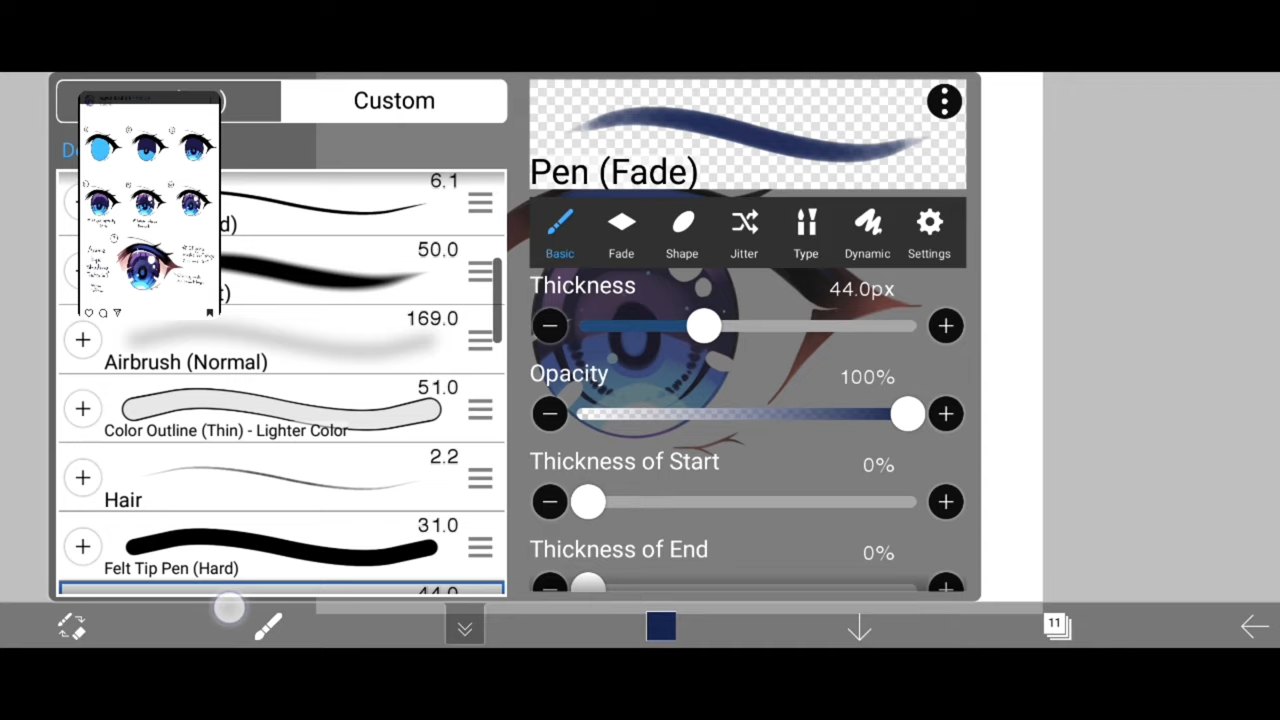 Custom
Pen (Fade)
6.1
50.0
169.0
Airbrush (Normal)
51.0
Color Outline (Thin) - Lighter Color
2.2
Hair
31.0
Felt Tip Pen (Hard)
44.0
Basic
Fade
Shape
Jitter
Type
Dynamic
Settings
Thickness
44.0px
Opacity
100%
Thickness of Start
0%
Thickness of End
0%
11